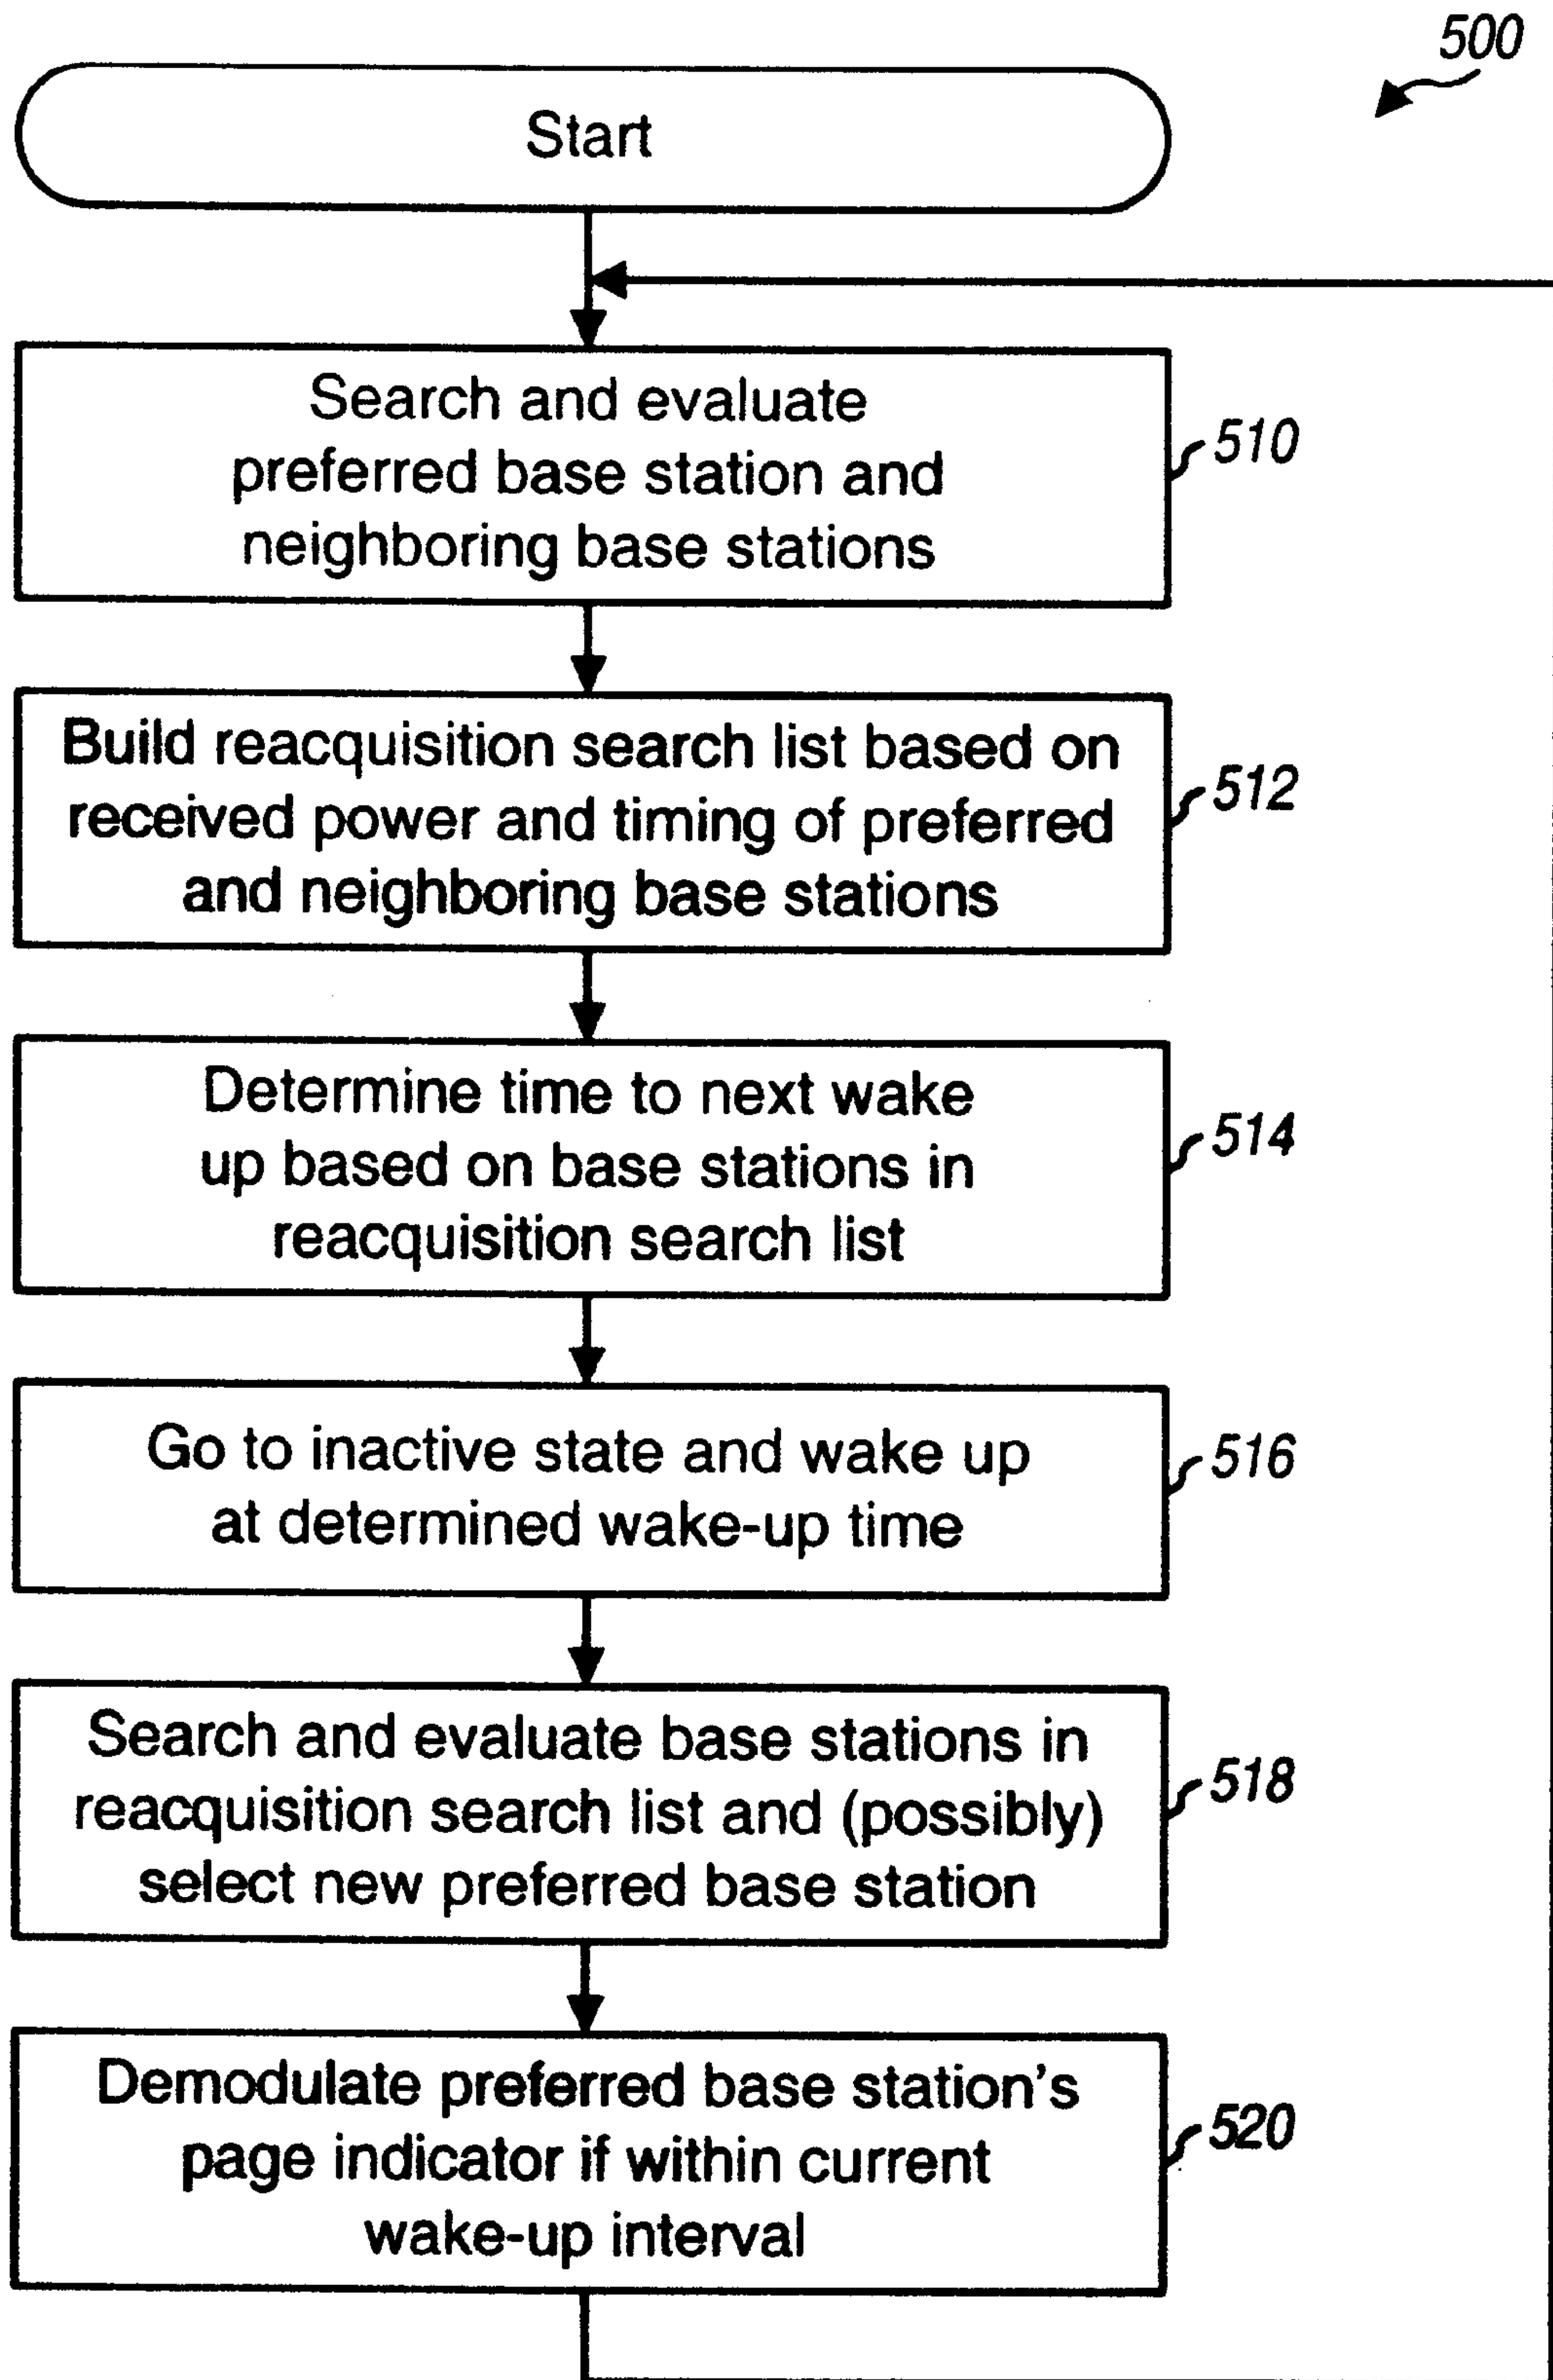 500
Start
Search and evaluate
preferred base station and
neighboring base stations
510
Build reacquisition search list based on
received power and timing of preferred
and neighboring base stations
512
Determine time to next wake
up based on base stations in
reacquisition search list
514
Go to inactive state and wake up
at determined wake-up time
516
Search and evaluate base stations in
reacquisition search list and (possibly)
select new preferred base station
518
Demodulate preferred base station's
page indicator if within current
wake-up interval
520